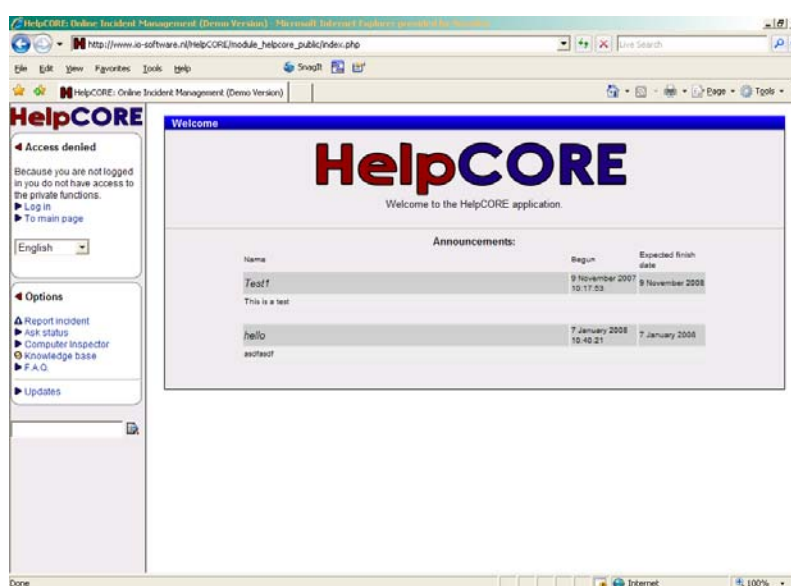 HelpCORE: Online Incident Management (Demo Version) - Microsoft Internet Explorer provided by
http://www.io-software.nl/HelpCORE/module_helpcore_public/index.php
Live Search
File Edit View Favorites Tools Help
SnagIt
HelpCORE: Online Incident Management (Demo Version)
Page Tools
HelpCORE
Access denied
Because you are not logged
in you do not have access to
the private functions.
Log in
To main page
English
Options
Report incident
Ask status
Computer Inspector
Knowledge base
F.A.Q.
Updates
Welcome
HelpCORE
Welcome to the HelpCORE application.
Announcements:
Name Begun Expected finish
date
Test1 9 November 2007
10:17:53 9 November 2008
This is a test
hello 7 January 2008
10:40:21 7 January 2008
asdfasdf
Done Internet 100%